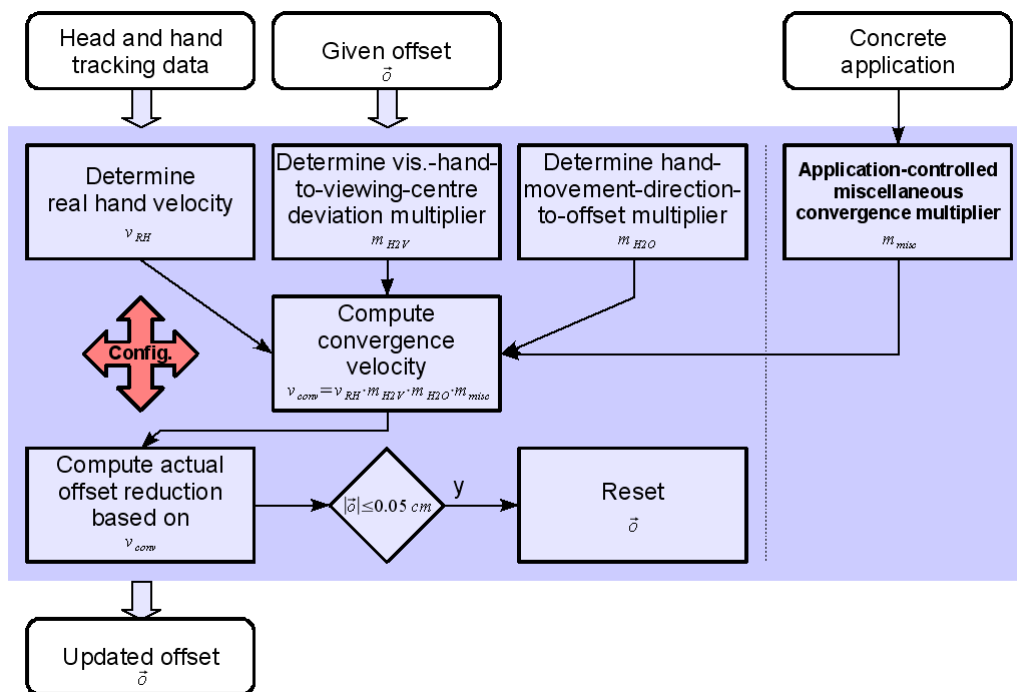 Head and hand
tracking data
Given offset
o⃗
Concrete
application
Determine
real hand velocity
v_RH
Determine vis.-hand-
to-viewing-centre
deviation multiplier
m_H2V
Determine hand-
movement-direction-
to-offset multiplier
m_H2O
Application-controlled
miscellaneous
convergence multiplier
m_misc
Config.
Compute
convergence
velocity
v_conv=v_RH·m_H2V·m_H2O·m_misc
Compute actual
offset reduction
based on
v_conv
|o⃗|≤0.05 cm
y
Reset
o⃗
Updated offset
o⃗